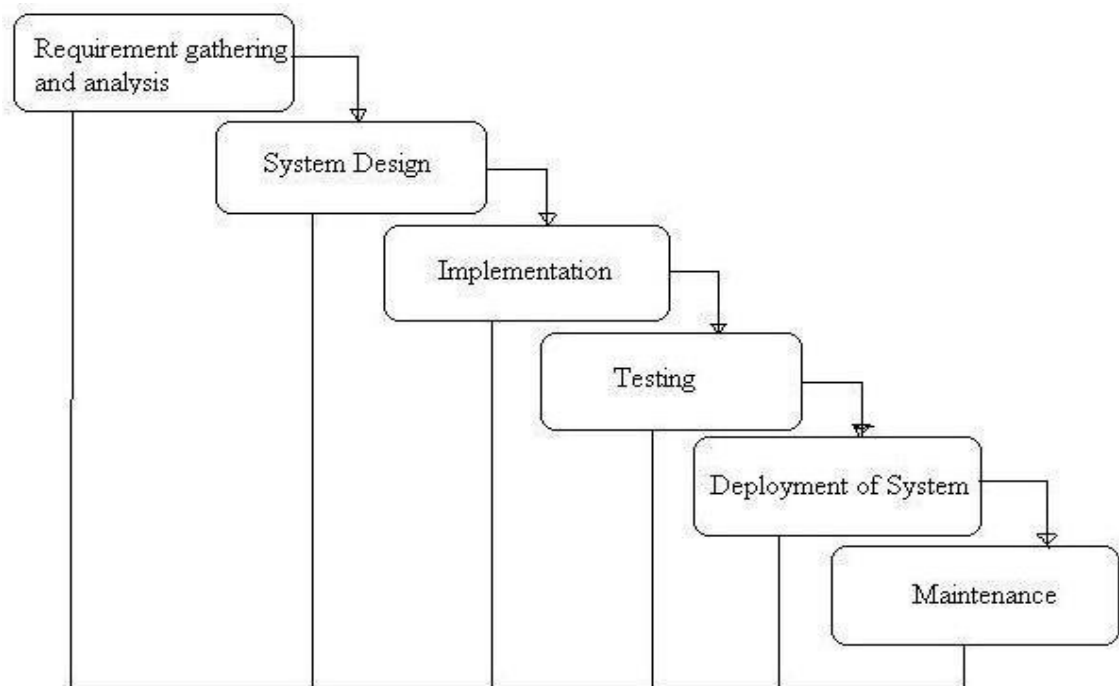 Requirement gathering
and analysis
System Design
Implementation
Testing
Deployment of System
Maintenance